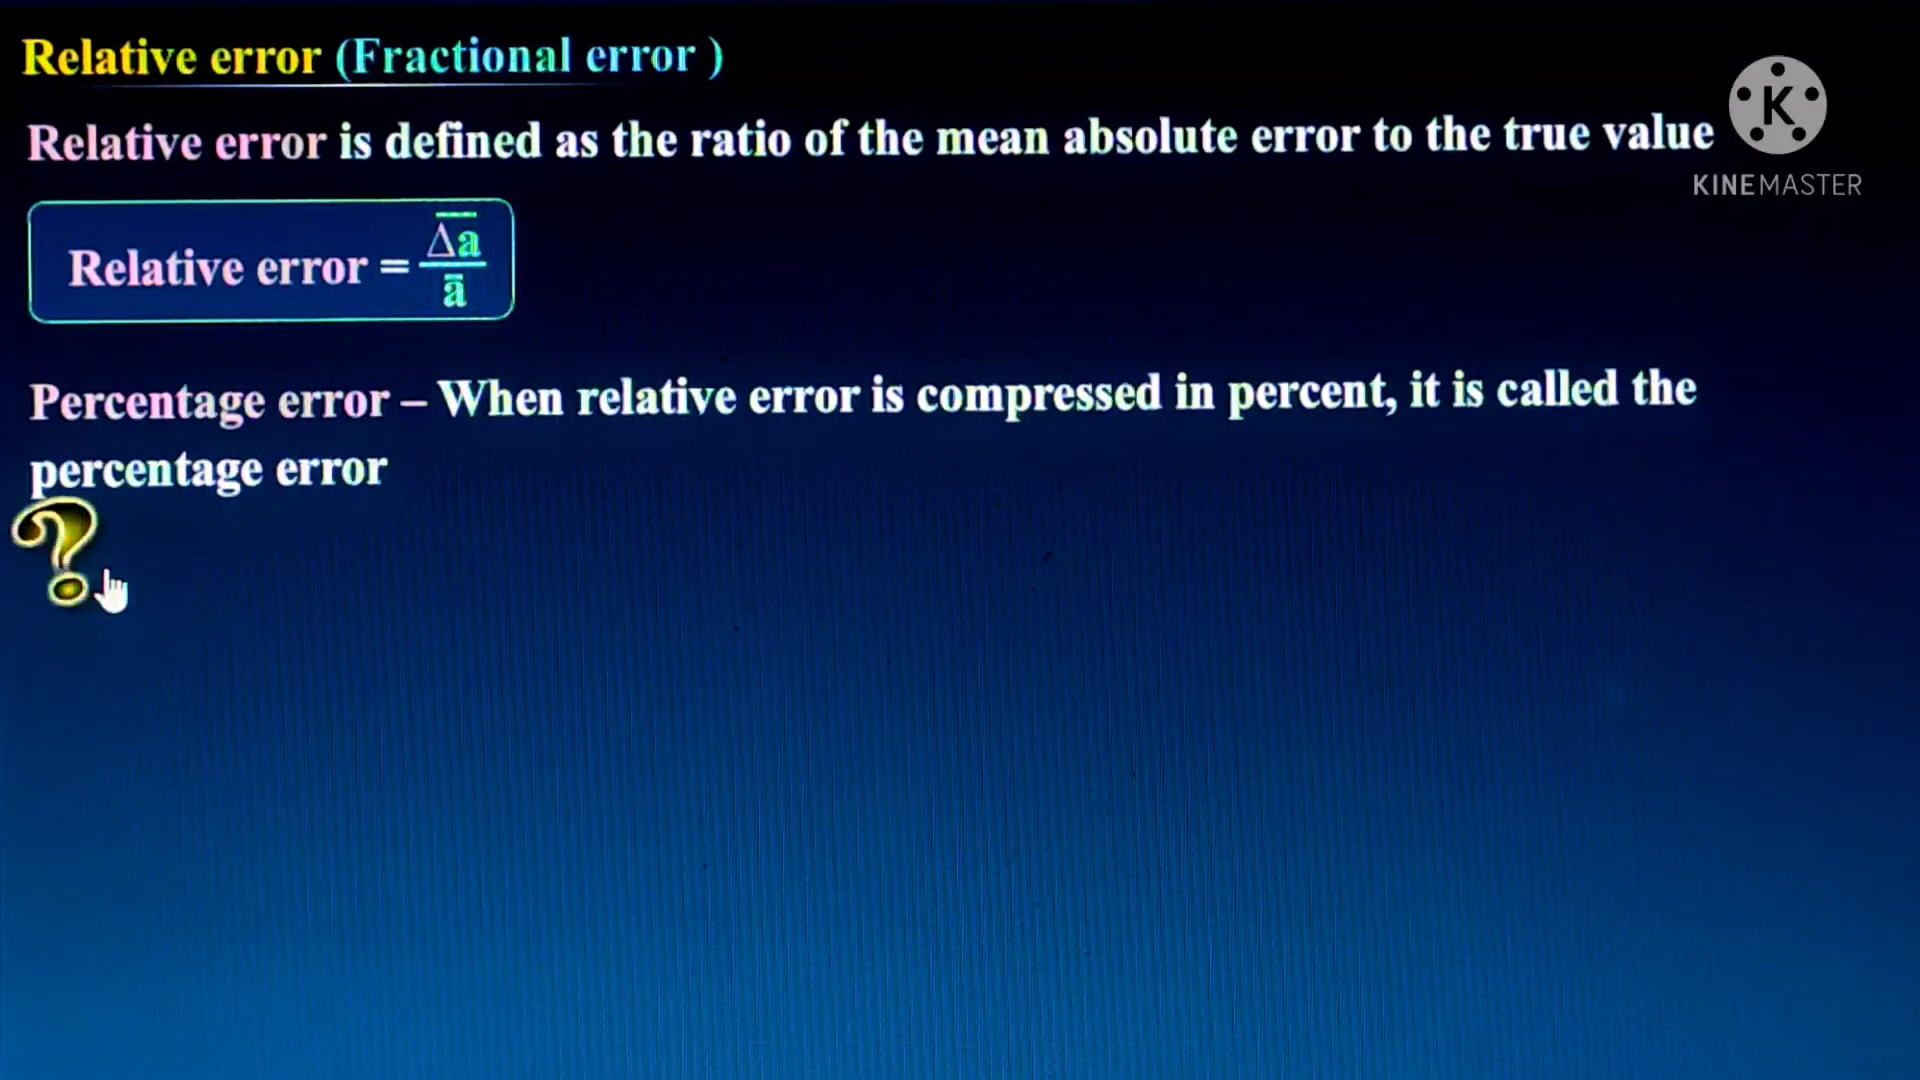 Relative error (Fractional error )
Relative error is defined as the ratio of the mean absolute error to the true value
KINEMASTER
Relative error = \overline{Δa} / ā
Percentage error – When relative error is compressed in percent, it is called the
percentage error
?